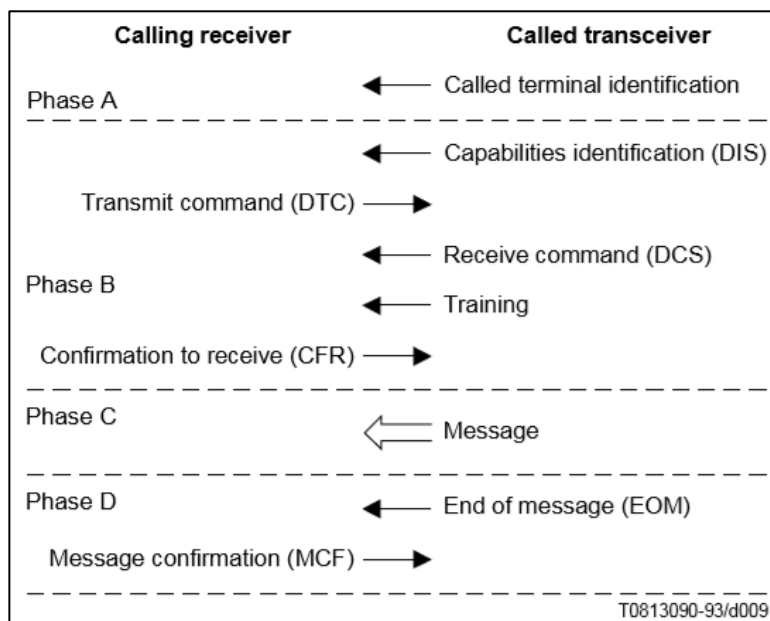 Calling receiver Called transceiver
Called terminal identification
Phase A
Capabilities identification (DIS)
Transmit command (DTC)
Receive command (DCS)
Phase B
Training
Confirmation to receive (CFR)
Phase C
Message
Phase D
End of message (EOM)
Message confirmation (MCF)
T0813090-93/d009